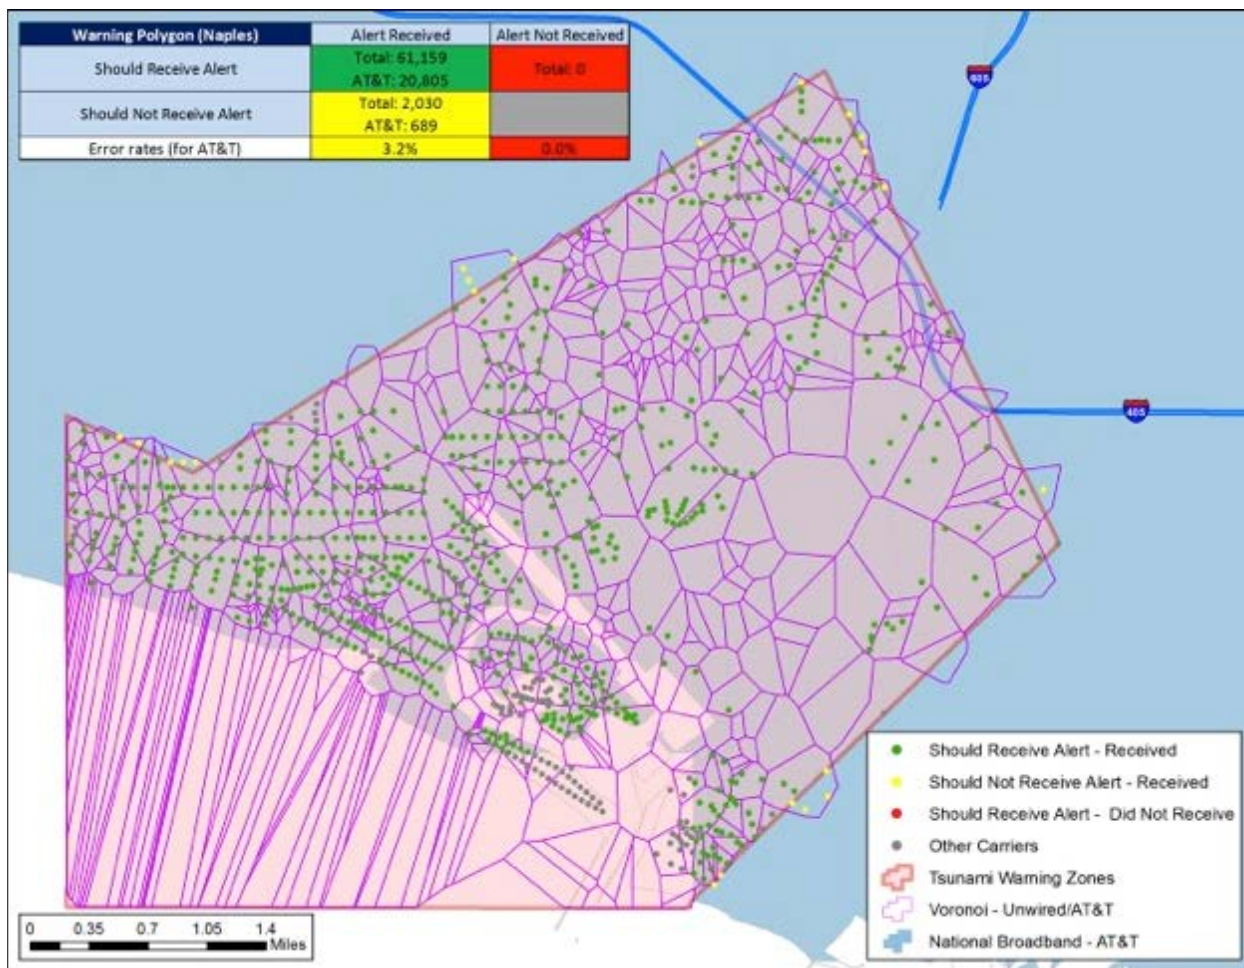 Warning Polygon (Naples) Alert Received Alert Not Received
Should Receive Alert Total: 61,159 AT&T: 20,805 Total: 0
Should Not Receive Alert Total: 2,030 AT&T: 689
Error rates (for AT&T) 3.2% 0.0%
605
405
Should Receive Alert - Received
Should Not Receive Alert - Received
Should Receive Alert - Did Not Receive
Other Carriers
Tsunami Warning Zones
Voronoi - Unwired/AT&T
National Broadband - AT&T
0 0.35 0.7 1.05 1.4
Miles